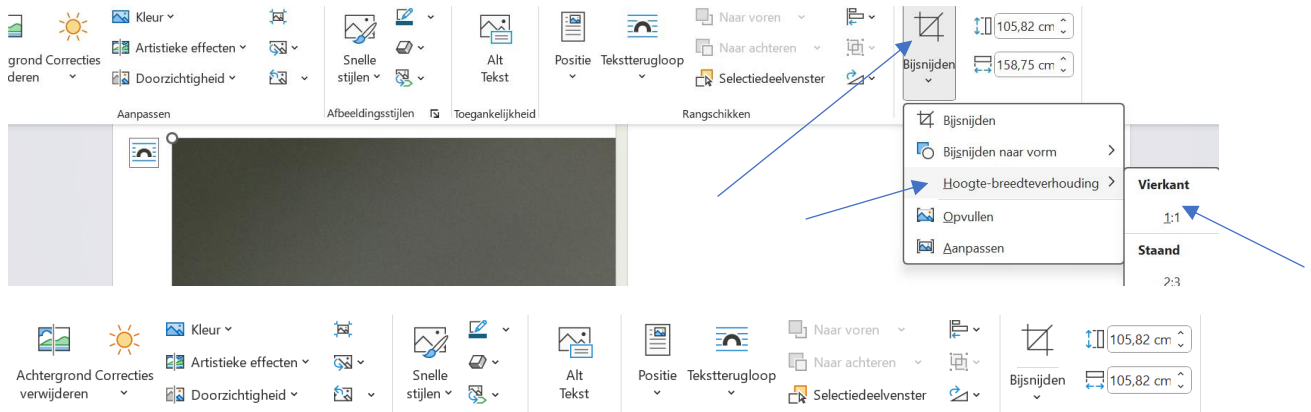 Kleur
Artistieke effecten
Doorzichtigheid
grond Correcties
deren
Aanpassen
Snelle
stijlen
Afbeeldingsstijlen
Alt
Tekst
Toegankelijkheid
Positie
Tekstterugloop
Naar voren
Naar achteren
Selectiedeelvenster
Rangschikken
Bijsnijden
105,82 cm
158,75 cm
Bijsnijden
Bijsnijden naar vorm
Hoogte-breedteverhouding
Opvullen
Aanpassen
Vierkant
1:1
Staand
2:3
Achtergrond
verwijderen
Correcties
Kleur
Artistieke effecten
Doorzichtigheid
Snelle
stijlen
Alt
Tekst
Positie
Tekstterugloop
Naar voren
Naar achteren
Selectiedeelvenster
Bijsnijden
105,82 cm
105,82 cm